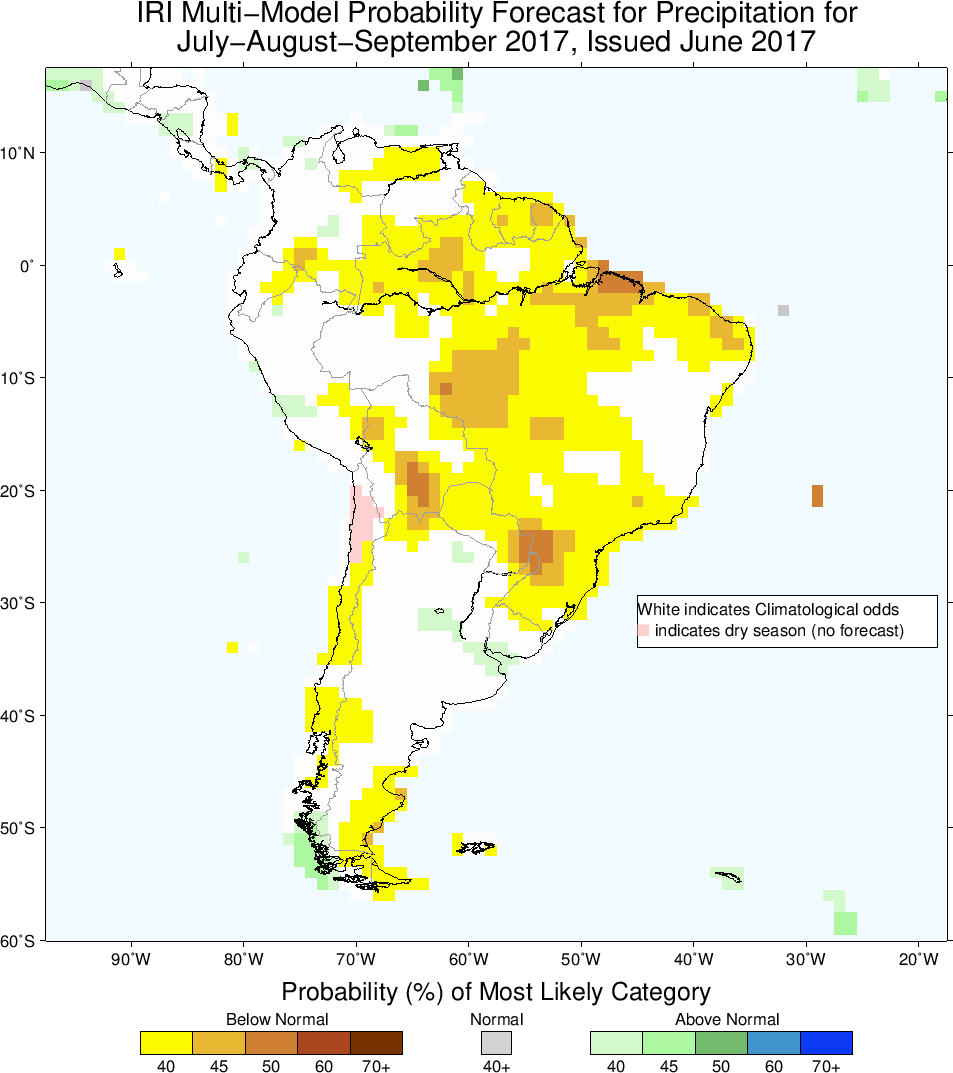 IRI Multi−Model Probability Forecast for Precipitation for
July−August−September 2017, Issued June 2017
10°N
0°
10°S
20°S
30°S
40°S
50°S
60°S
White indicates Climatological odds
indicates dry season (no forecast)
90°W 80°W 70°W 60°W 50°W 40°W 30°W 20°W
Probability (%) of Most Likely Category
Below Normal Normal Above Normal
40 45 50 60 70+ 40+ 40 45 50 60 70+